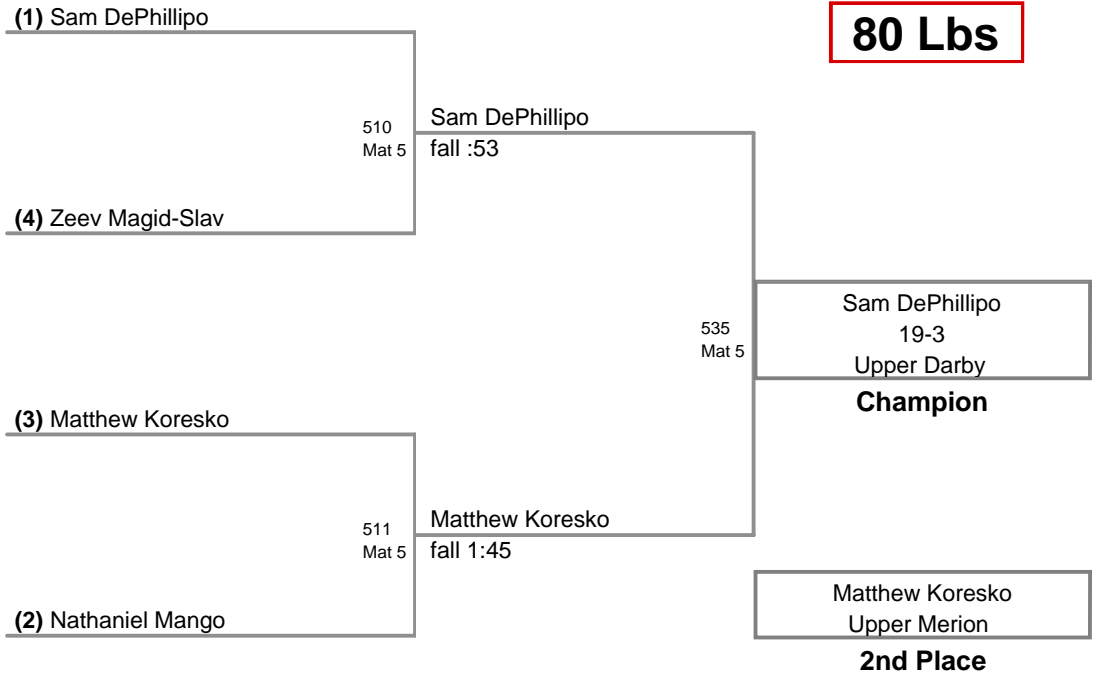 (1) Sam DePhillipo
80 Lbs
510
Mat 5
Sam DePhillipo
fall :53
(4) Zeev Magid-Slav
535
Mat 5
Sam DePhillipo
19-3
Upper Darby
Champion
(3) Matthew Koresko
511
Mat 5
Matthew Koresko
fall 1:45
(2) Nathaniel Mango
Matthew Koresko
Upper Merion
2nd Place